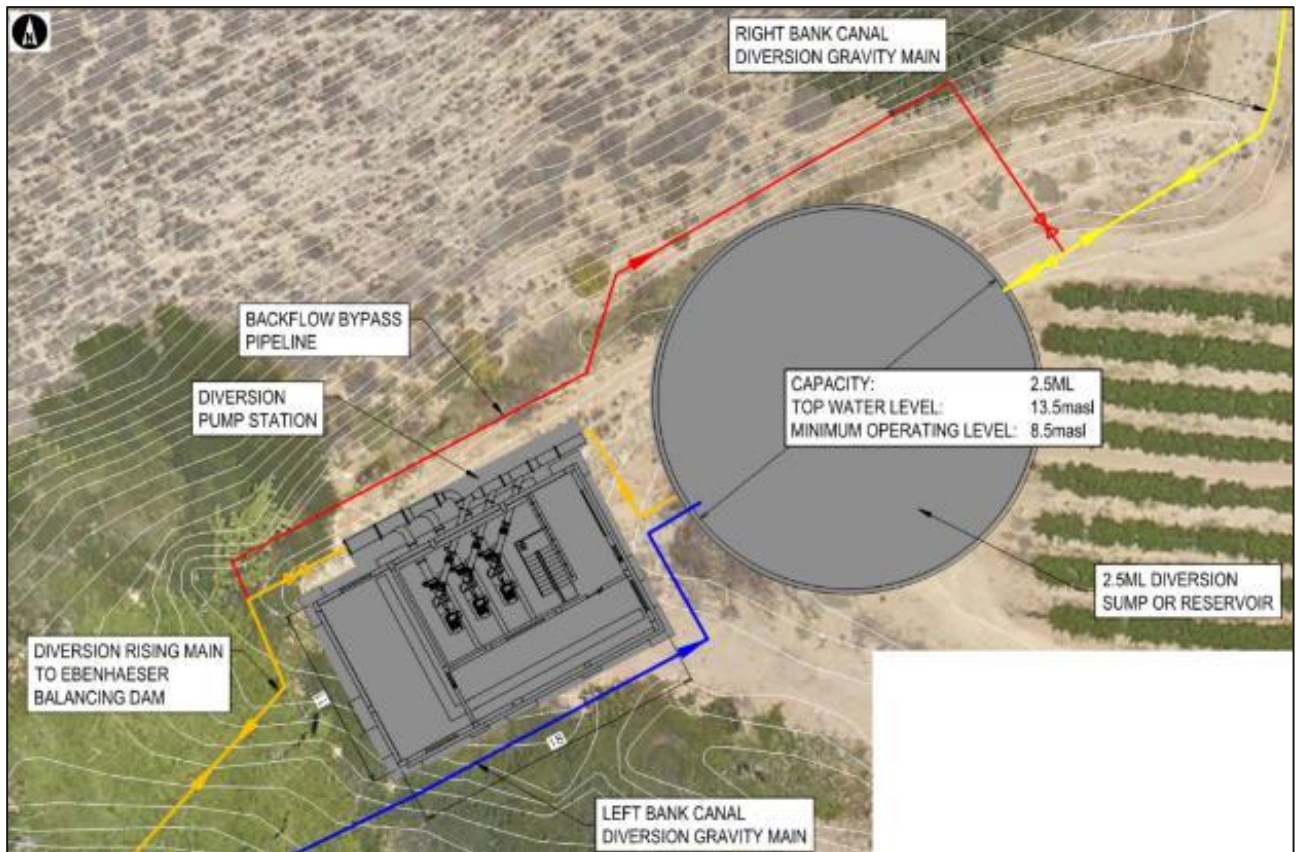 RIGHT BANK CANAL
DIVERSION GRAVITY MAIN
BACKFLOW BYPASS
PIPELINE
DIVERSION
PUMP STATION
CAPACITY: 2.5ML
TOP WATER LEVEL: 13.5masl
MINIMUM OPERATING LEVEL: 8.5masl
2.5ML DIVERSION
SUMP OR RESERVOIR
DIVERSION RISING MAIN
TO EBENHAESER
BALANCING DAM
18
LEFT BANK CANAL
DIVERSION GRAVITY MAIN